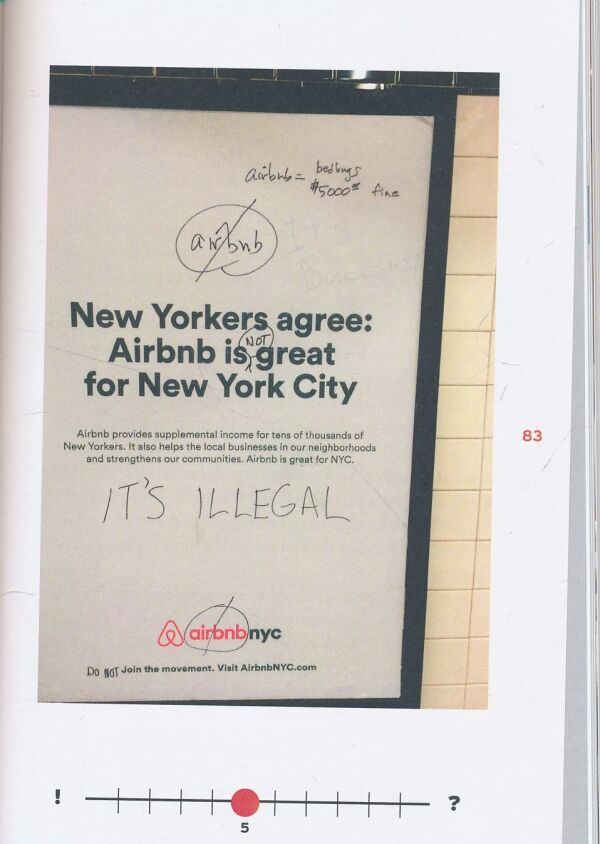 airbnb = bedbugs
$5000.00 fine
airbnb
IT'S
New Yorkers agree:
Airbnb is NOT great
for New York City
Airbnb provides supplemental income for tens of thousands of
New Yorkers. It also helps the local businesses in our neighborhoods
and strengthens our communities. Airbnb is great for NYC.
IT'S ILLEGAL
airbnbnyc
DO NOT Join the movement. Visit AirbnbNYC.com
83
! ?
5